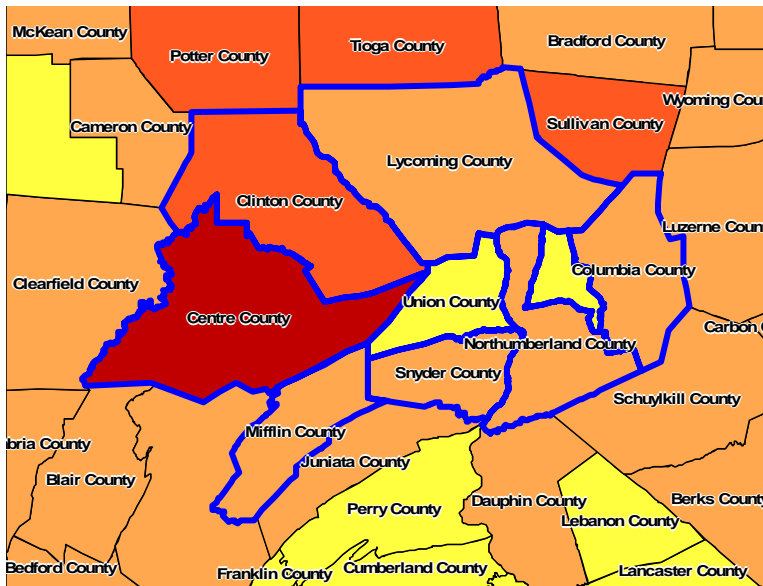 McKean County
Tioga County
Bradford County
Potter County
Wyoming Cou
Cameron County
Sullivan County
Lycoming County
Clinton County
Luzerne Coun
Clearfield County
Columbia County
Union County
Centre County
Carbon C
Northumberland County
Snyder County
Schuylkill County
Mifflin County
bria County
Juniata County
Blair County
Dauphin County
Berks County
Perry County
Lebanon County
Bedford County
Cumberland County
Franklin County
Lancaster County